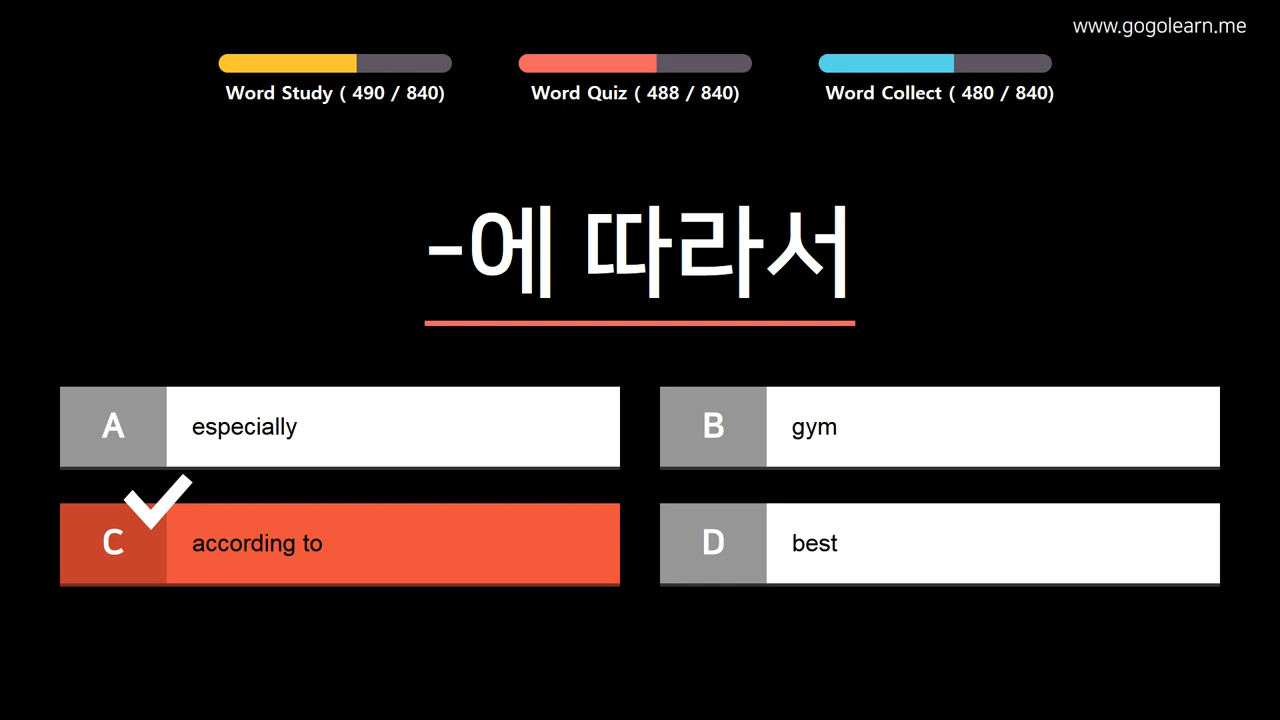 www.gogolearn.me
Word Study ( 490 / 840)
Word Quiz ( 488 / 840)
Word Collect ( 480 / 840)
-에 따라서
A especially
B gym
C according to
D best